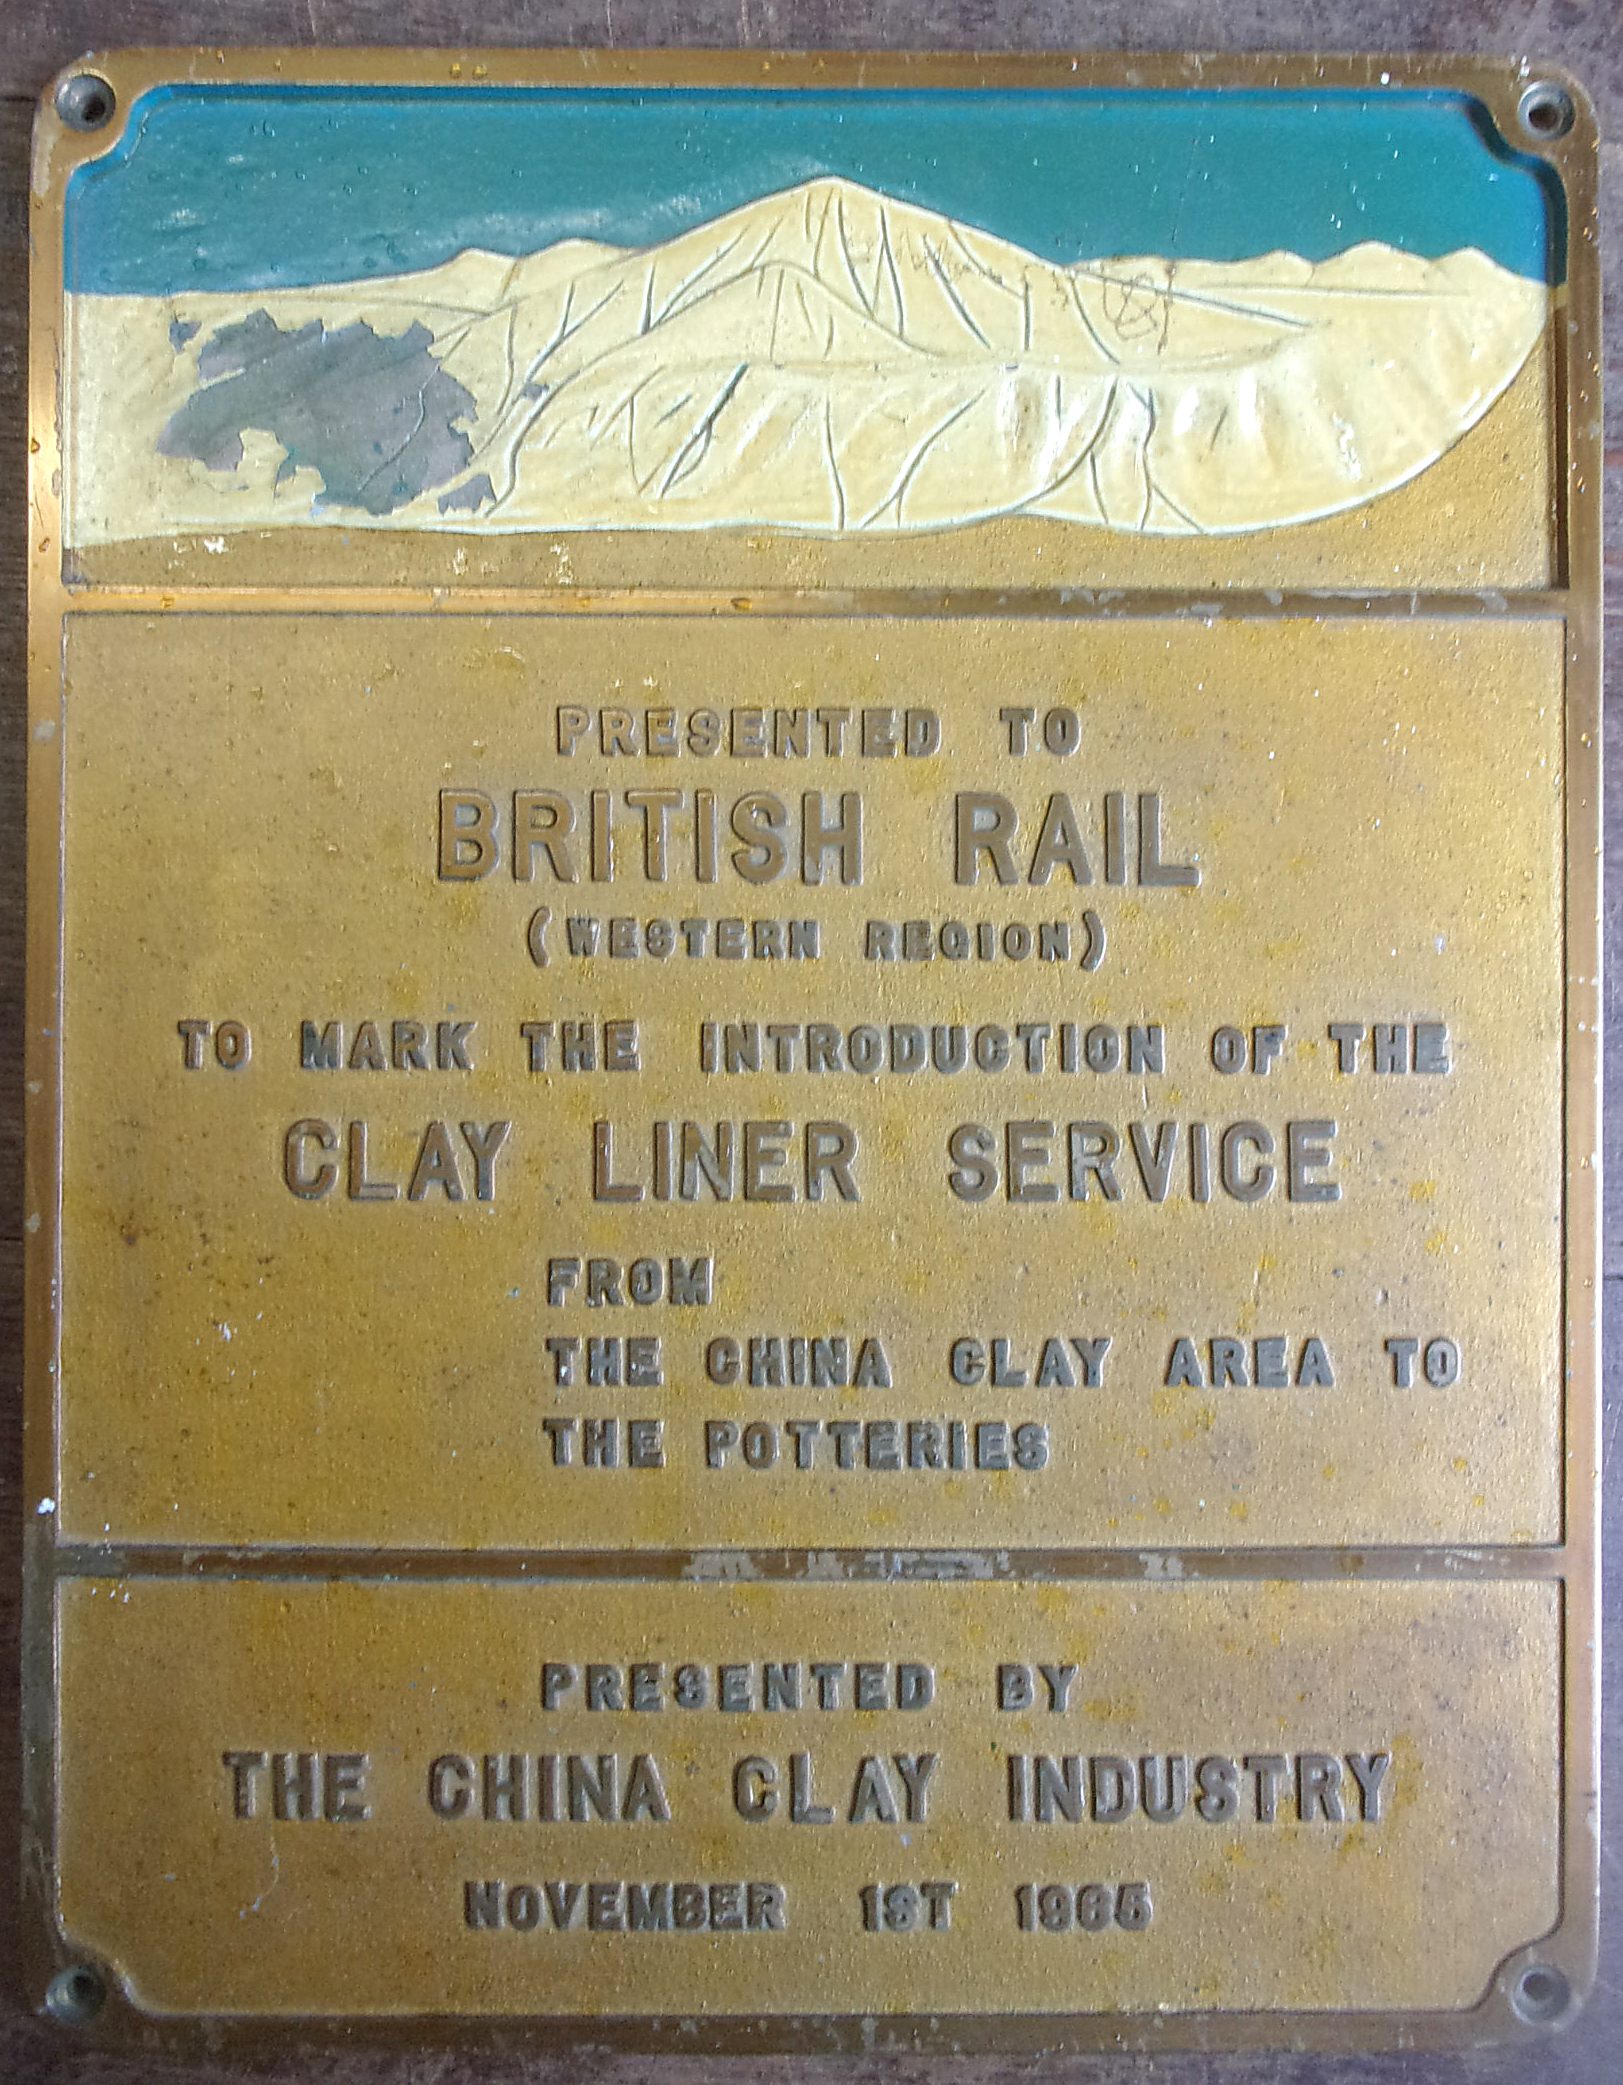 PRESENTED TO
BRITISH RAIL
(WESTERN REGION)
TO MARK THE INTRODUCTION OF THE
CLAY LINER SERVICE
FROM
THE CHINA CLAY AREA TO
THE POTTERIES
PRESENTED BY
THE CHINA CLAY INDUSTRY
NOVEMBER 1ST 1965